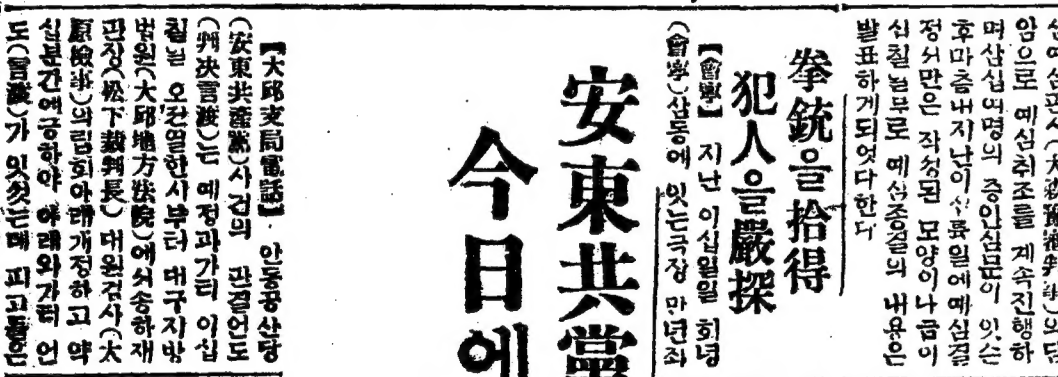 암으로 예심취조를 계속진행하
며삼십여명의 증인심문이 잇슨
후마츰내지난이십륙일에예심결
정서만은 작성된 모양이나금이
십칠일부로 예심종결의 내용은
발표하게되엿다한다
拳銃을拾得
犯人을嚴探
【會寧】 지난 이십일일 회령
(會寧)삼동에 잇는극장 만년좌
安東共黨
今日에
【大邱支局電話】 안동공산당
(安東共産黨)사건의 판결언도
(判決言渡)는 예정과가티 이십
칠일 오전열한시부터 대구지방
법원(大邱地方法院)에서송하재
판장(松下裁判長) 대원검사(大
原檢事)의립회아래개정하고 약
십분간에긍하야 아래와가티 언
도(言渡)가 잇섯는데 피고들은